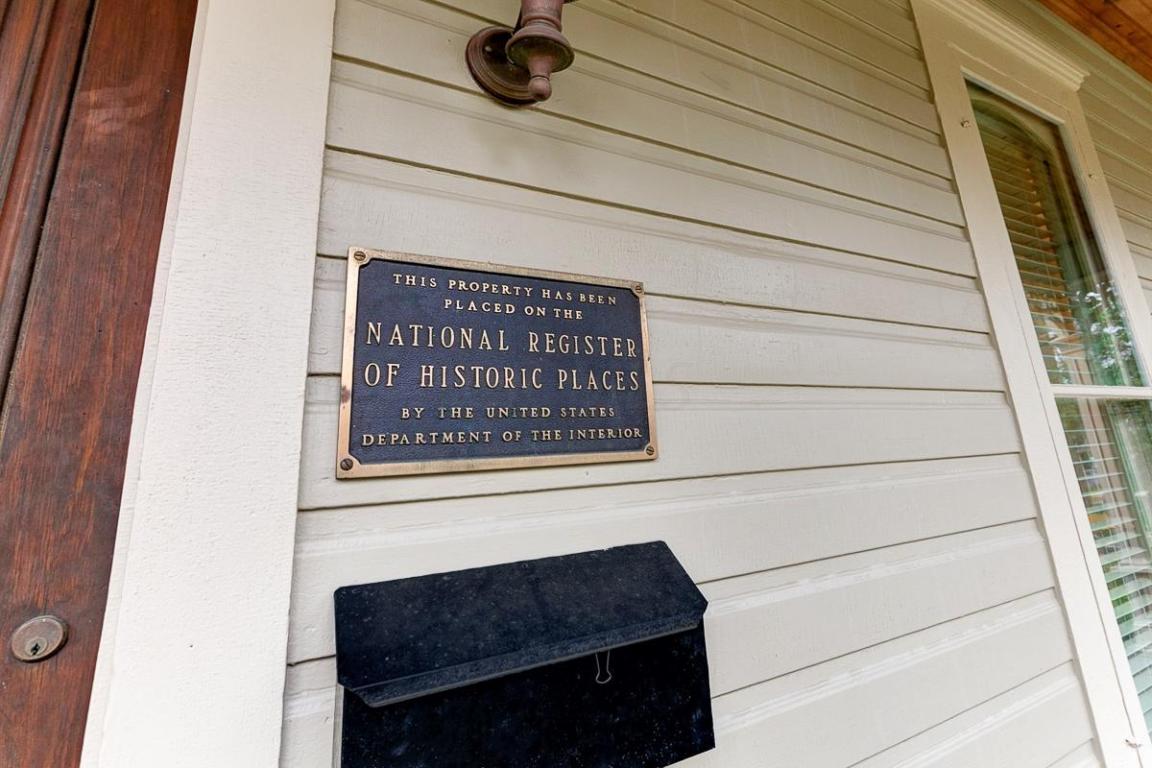 THIS PROPERTY HAS BEEN
PLACED ON THE
NATIONAL REGISTER
OF HISTORIC PLACES
BY THE UNITED STATES
DEPARTMENT OF THE INTERIOR